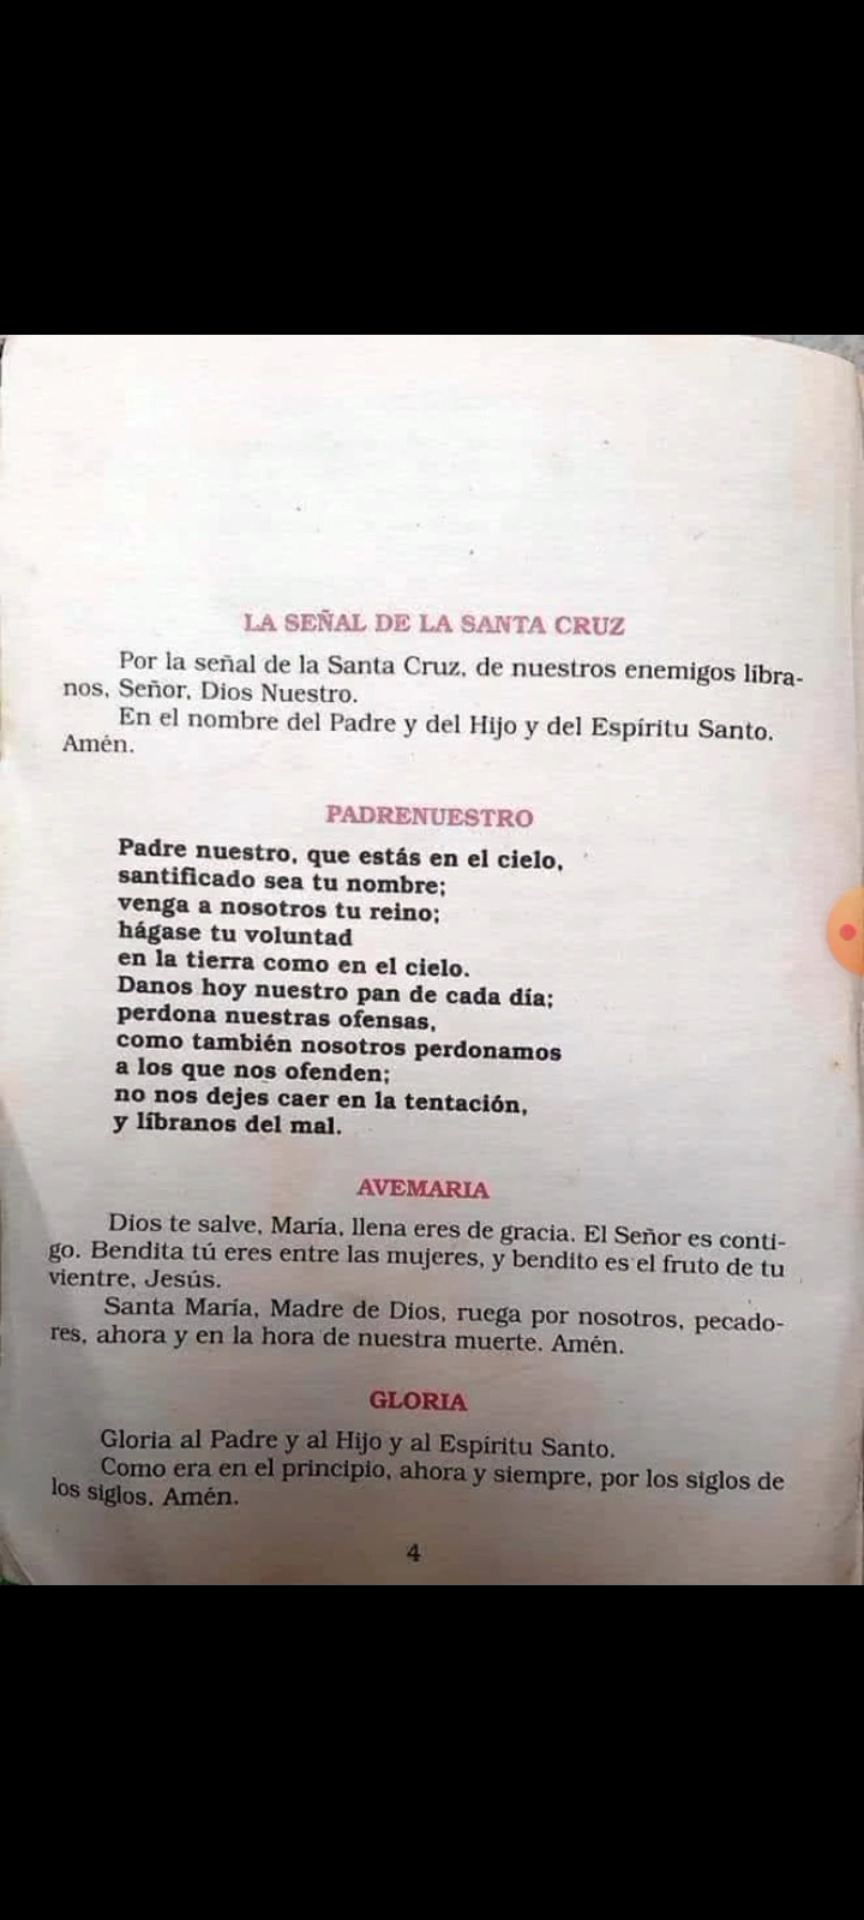 LA SEÑAL DE LA SANTA CRUZ
Por la señal de la Santa Cruz, de nuestros enemigos líbra-
nos, Señor, Dios Nuestro.
En el nombre del Padre y del Hijo y del Espíritu Santo.
Amén.
PADRENUESTRO
Padre nuestro, que estás en el cielo,
santificado sea tu nombre;
venga a nosotros tu reino;
hágase tu voluntad
en la tierra como en el cielo.
Danos hoy nuestro pan de cada día;
perdona nuestras ofensas,
como también nosotros perdonamos
a los que nos ofenden;
no nos dejes caer en la tentación,
y líbranos del mal.
AVEMARIA
Dios te salve, María, llena eres de gracia. El Señor es conti-
go. Bendita tú eres entre las mujeres, y bendito es el fruto de tu
vientre, Jesús.
Santa María, Madre de Dios, ruega por nosotros, pecado-
res, ahora y en la hora de nuestra muerte. Amén.
GLORIA
Gloria al Padre y al Hijo y al Espíritu Santo.
Como era en el principio, ahora y siempre, por los siglos de
los siglos. Amén.
4